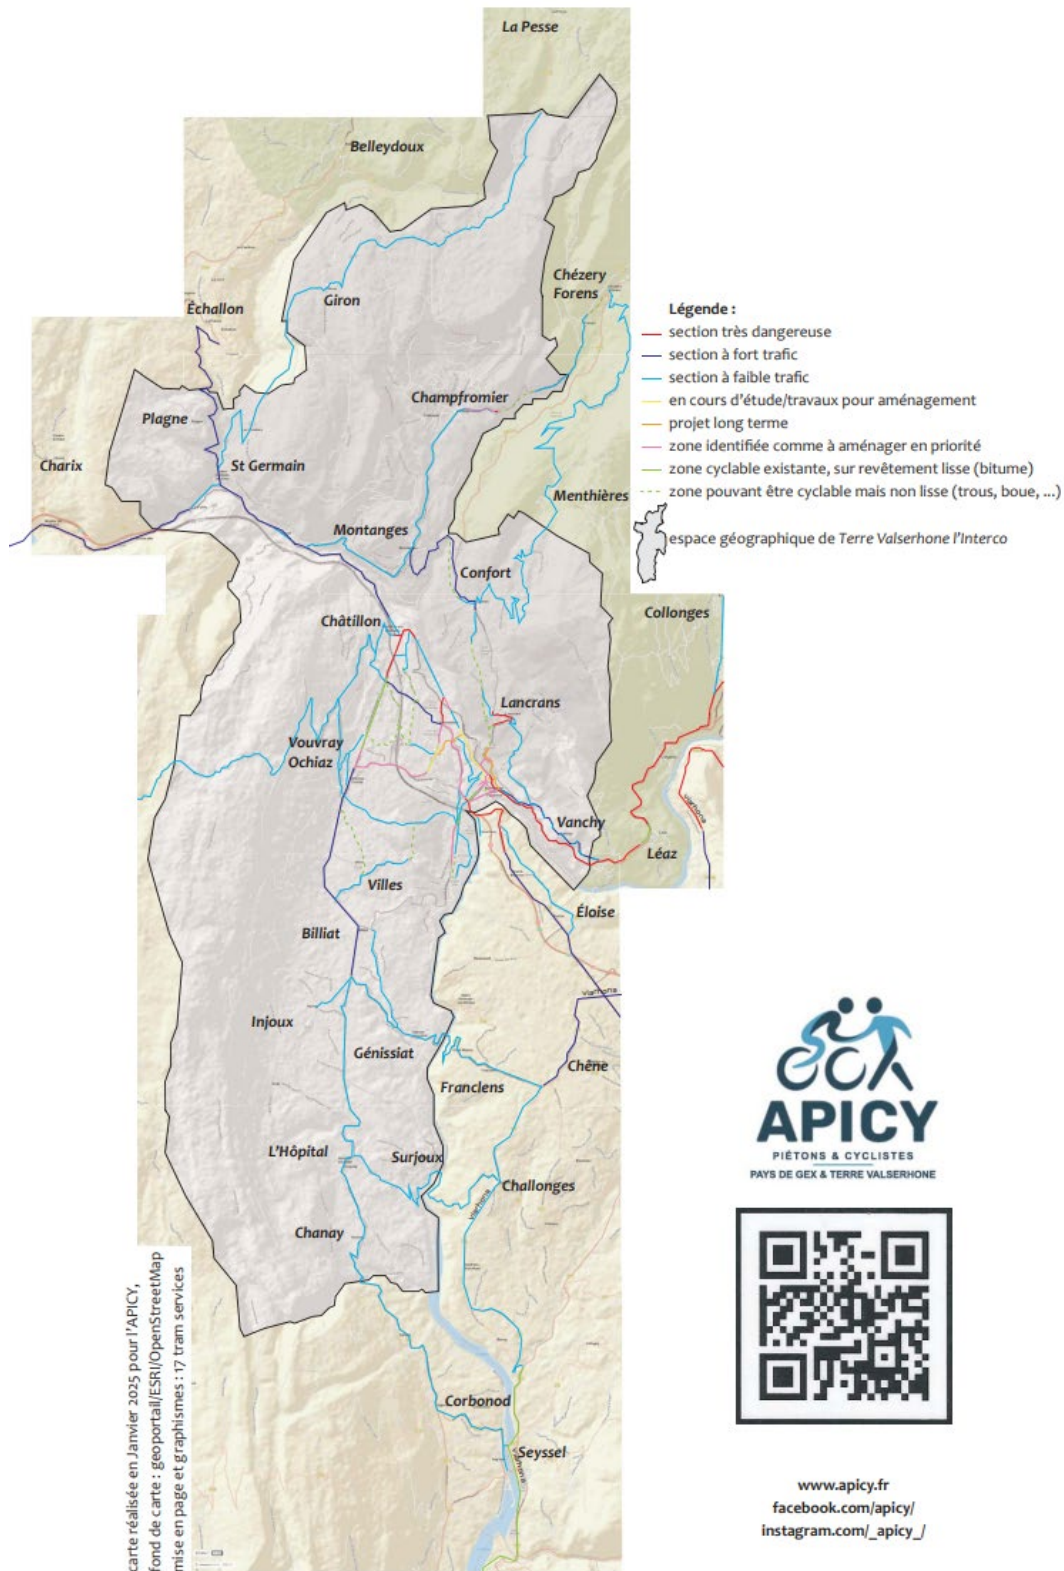 La Pesse
Belleydoux
Chézery
Forens
Giron
Échallon
Champfromier
Plagne
Charix
St Germain
Menthières
Montanges
Confort
Châtillon
Collonges
Lancrans
Vouvray
Ochiaz
viarhona
Vanchy
Léaz
Villes
Éloise
Billiat
viarhona
Injoux
Génissiat
Chêne
Franclens
L'Hôpital
Surjoux
Challonges
viarhona
Chanay
Corbonod
Seyssel
viarhona
Légende :
section très dangereuse
section à fort trafic
section à faible trafic
en cours d'étude/travaux pour aménagement
projet long terme
zone identifiée comme à aménager en priorité
zone cyclable existante, sur revêtement lisse (bitume)
zone pouvant être cyclable mais non lisse (trous, boue, ...)
espace géographique de Terre Valserhone l'Interco
APICY
PIÉTONS & CYCLISTES
PAYS DE GEX & TERRE VALSERHONE
www.apicy.fr
facebook.com/apicy/
instagram.com/_apicy_/
carte réalisée en Janvier 2025 pour l'APICY,
fond de carte : geoportail/ESRI/OpenStreetMap
mise en page et graphismes : 17 tram services